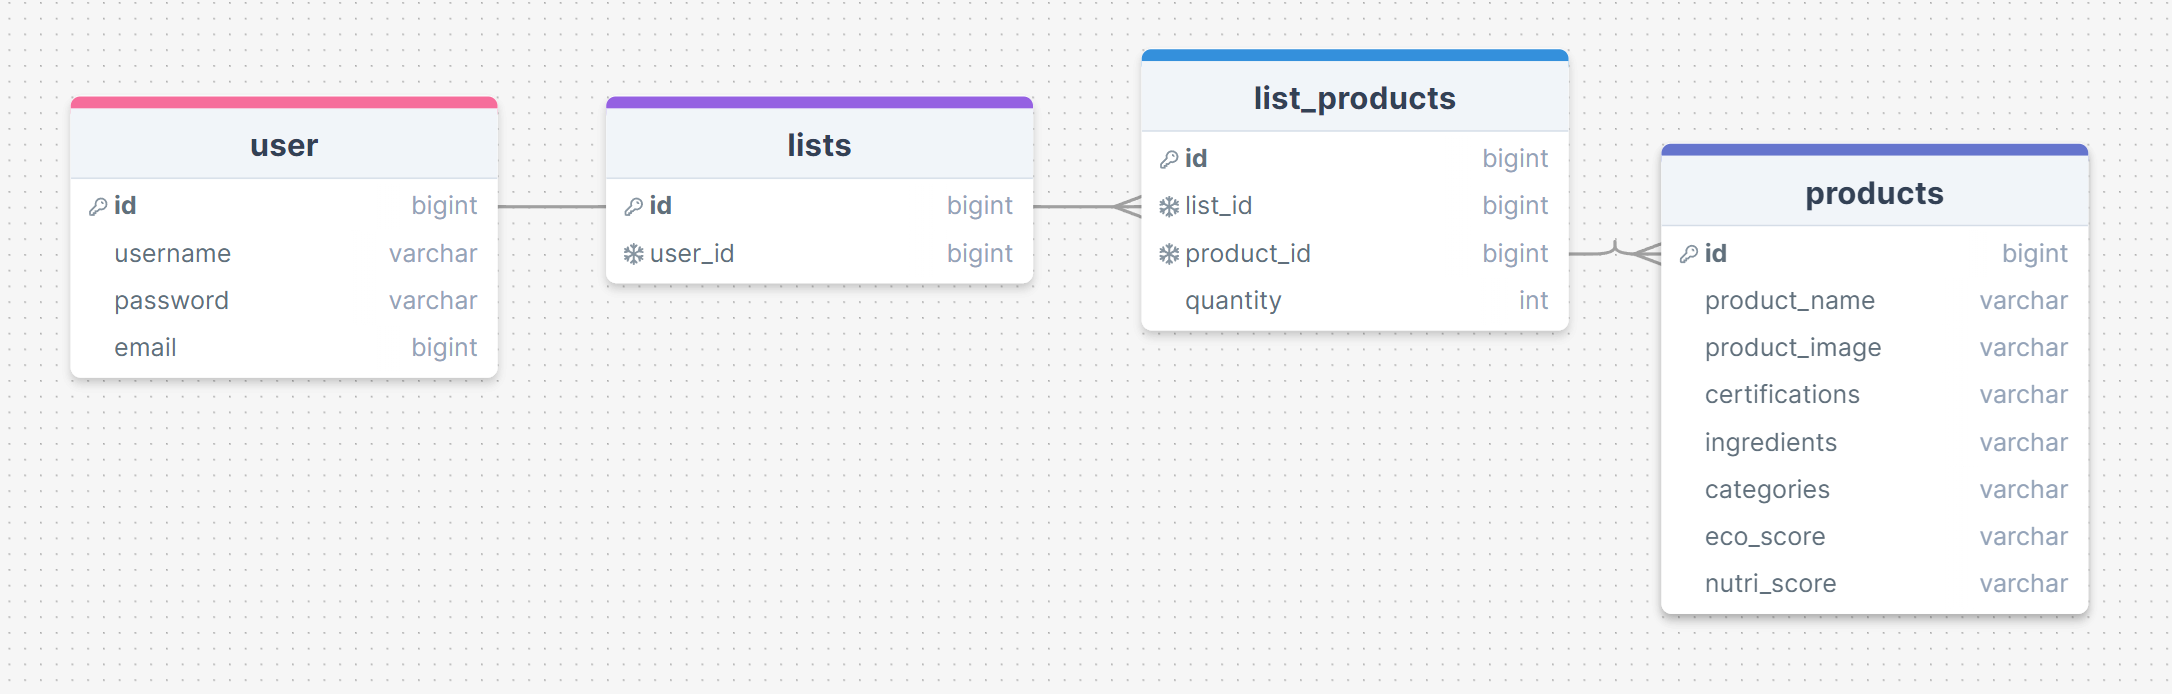 user
id bigint
username varchar
password varchar
email bigint
lists
id bigint
user_id bigint
list_products
id bigint
list_id bigint
product_id bigint
quantity int
products
id bigint
product_name varchar
product_image varchar
certifications varchar
ingredients varchar
categories varchar
eco_score varchar
nutri_score varchar